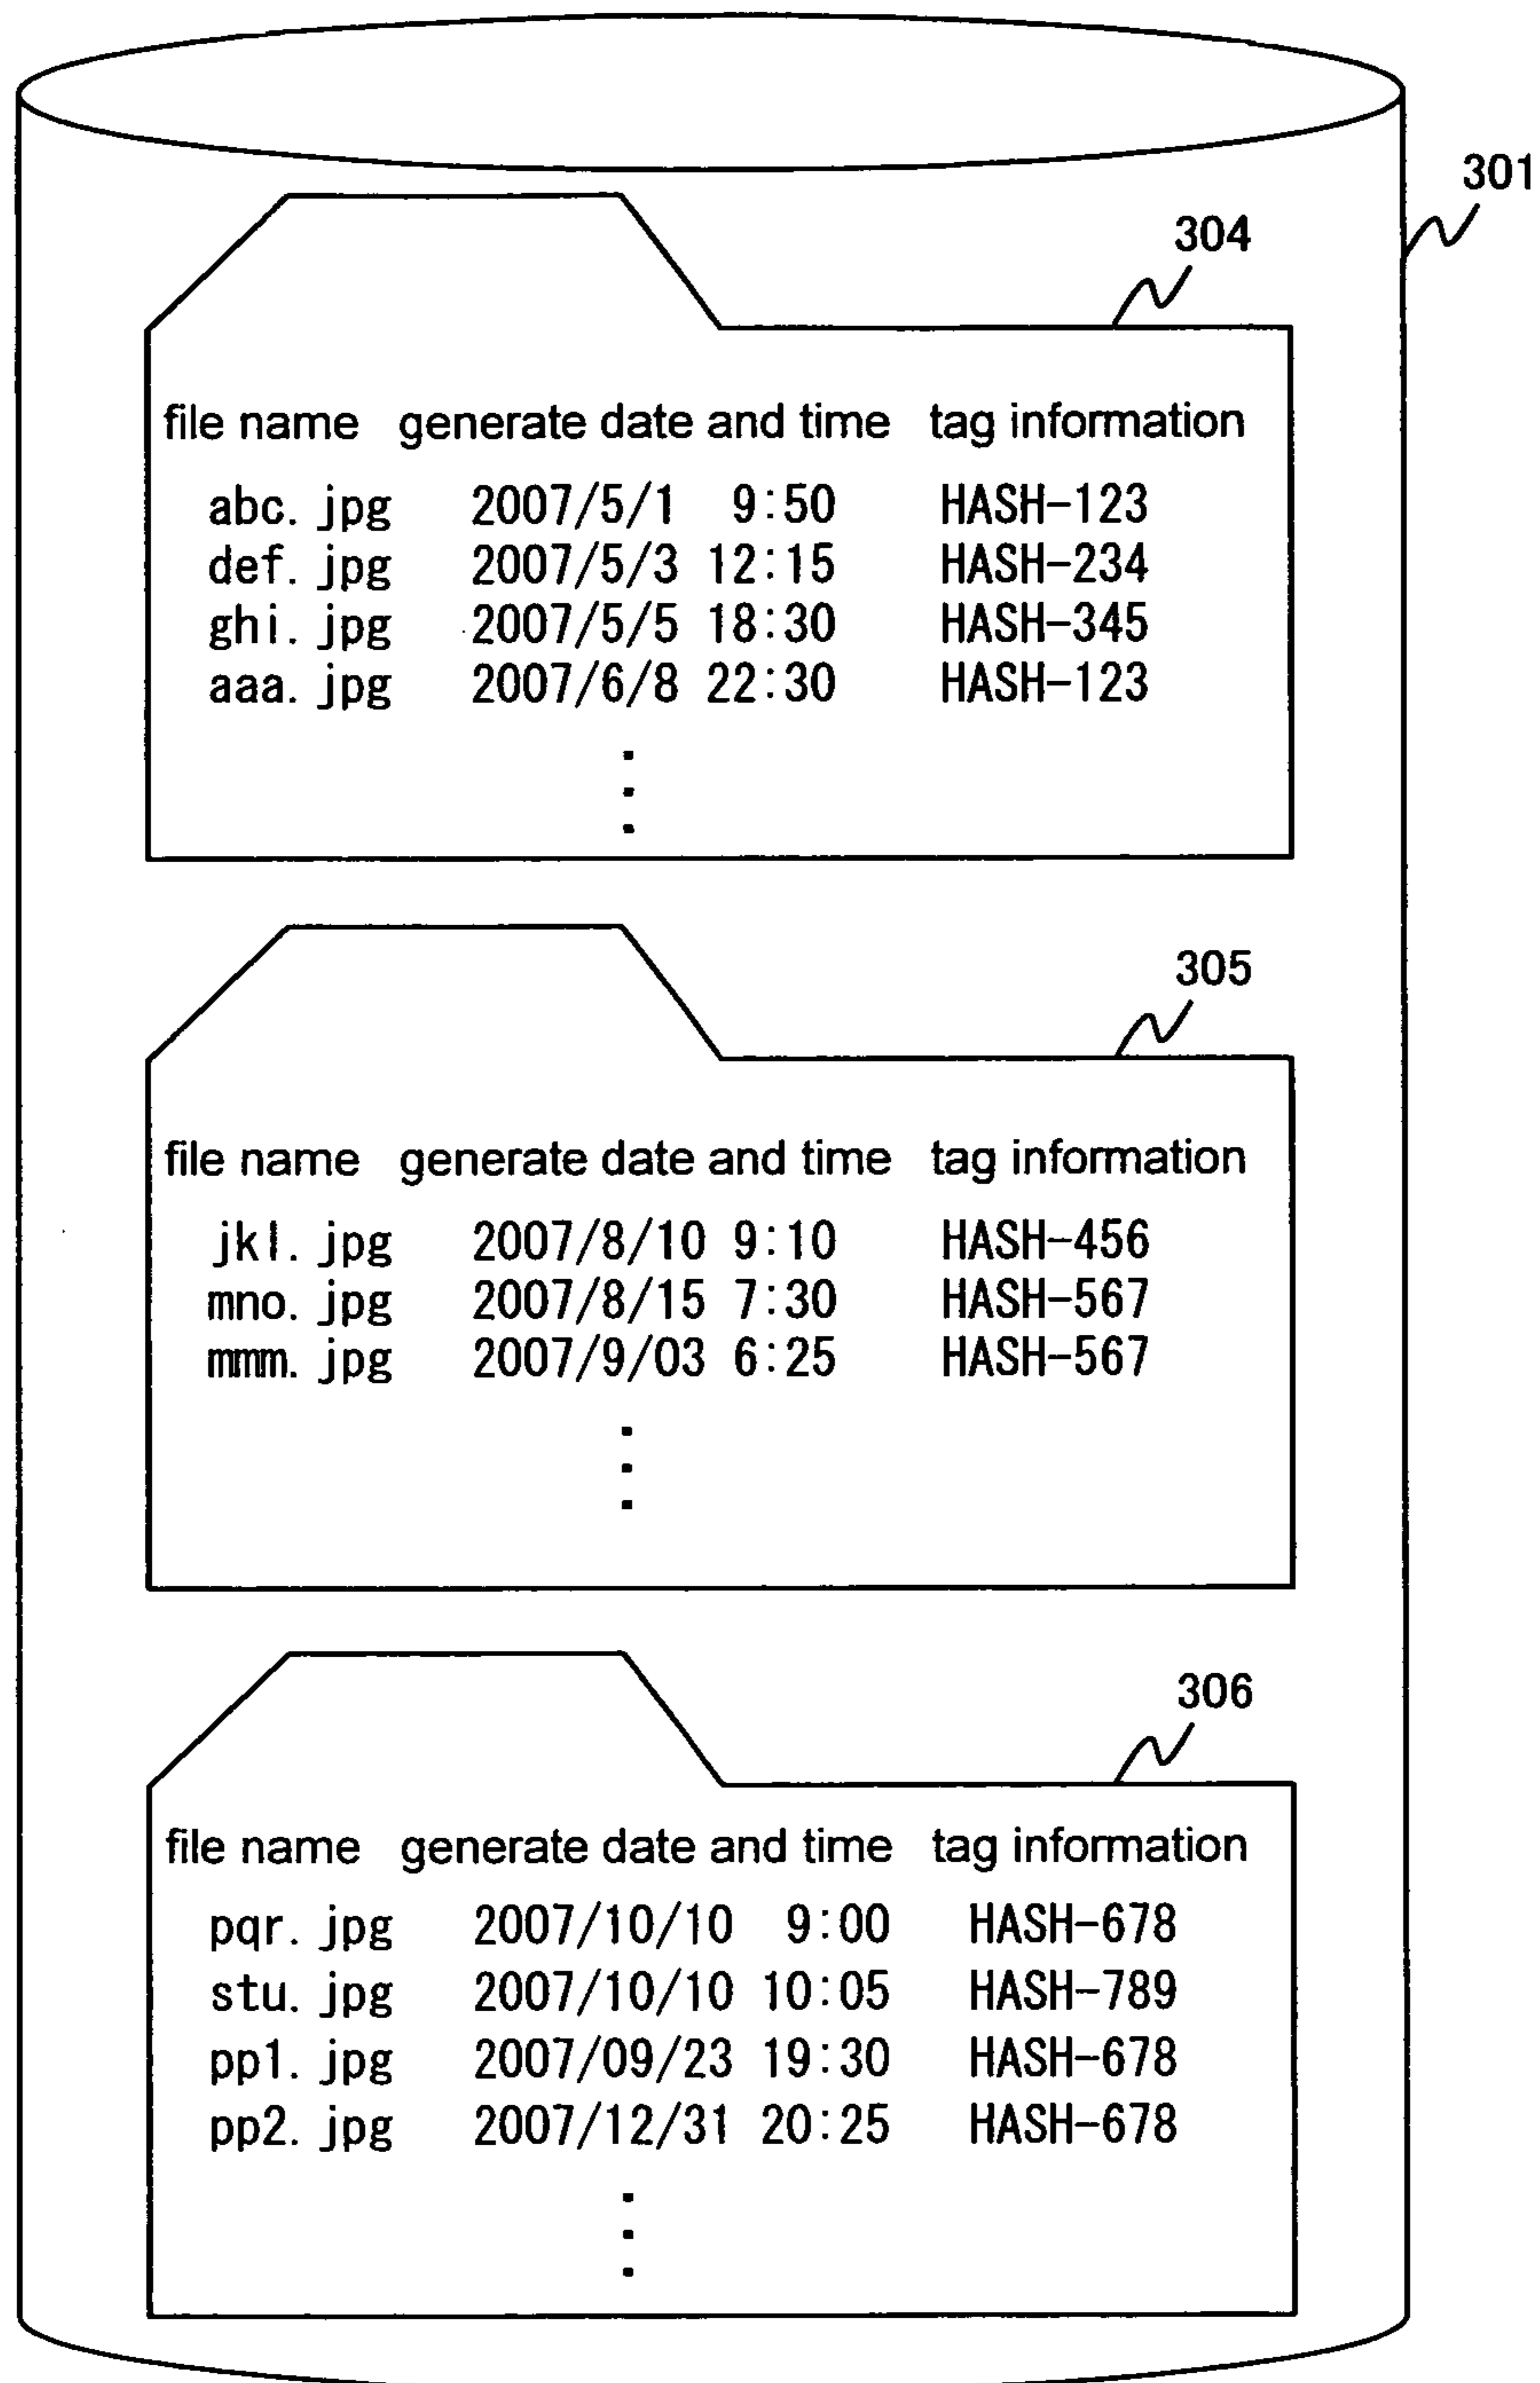 301
304
file name generate date and time tag information
abc.jpg 2007/5/1 9:50 HASH-123
def.jpg 2007/5/3 12:15 HASH-234
ghi.jpg 2007/5/5 18:30 HASH-345
aaa.jpg 2007/6/8 22:30 HASH-123
305
file name generate date and time tag information
jkl.jpg 2007/8/10 9:10 HASH-456
mno.jpg 2007/8/15 7:30 HASH-567
mmm.jpg 2007/9/03 6:25 HASH-567
306
file name generate date and time tag information
pqr.jpg 2007/10/10 9:00 HASH-678
stu.jpg 2007/10/10 10:05 HASH-789
pp1.jpg 2007/09/23 19:30 HASH-678
pp2.jpg 2007/12/31 20:25 HASH-678